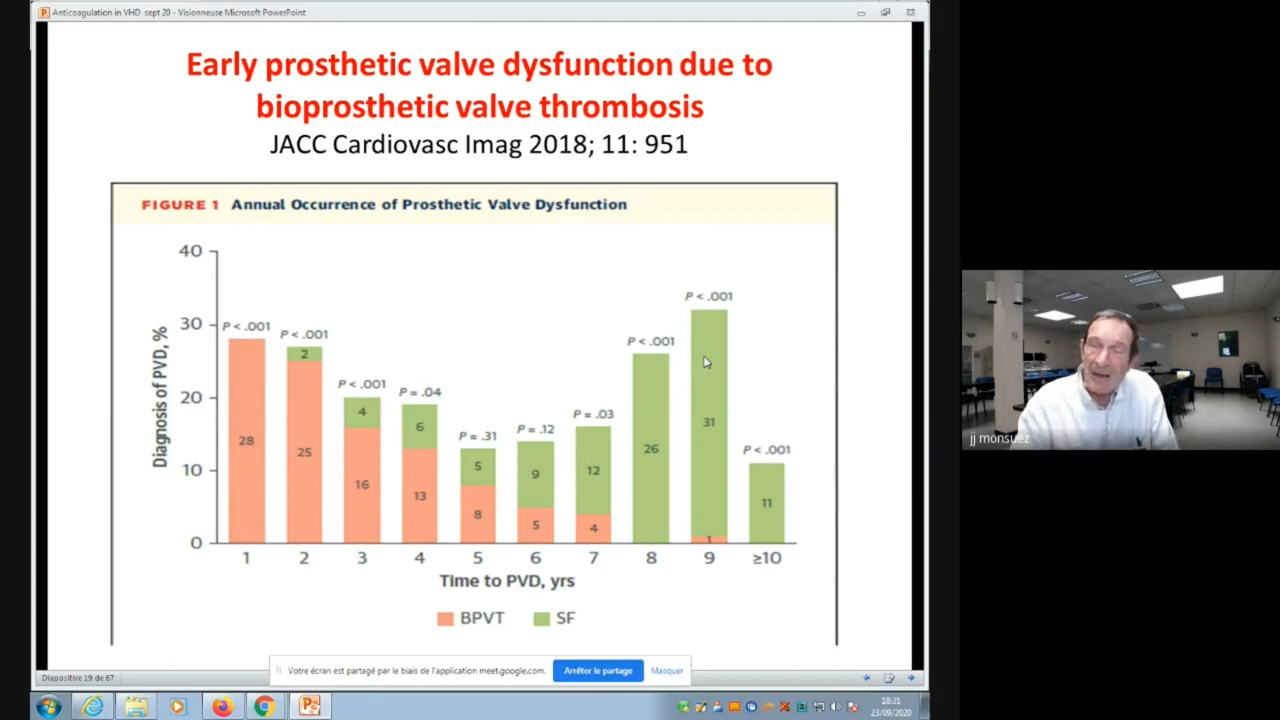 Anticoagulation in VHD sept 20 - Visionneuse Microsoft PowerPoint
Early prosthetic valve dysfunction due to
bioprosthetic valve thrombosis
JACC Cardiovasc Imag 2018; 11: 951
FIGURE 1 Annual Occurrence of Prosthetic Valve Dysfunction
Diagnosis of PVD, %
40
30
20
10
0
P < .001
P < .001
P < .001
P = .04
P = .31
P = .12
P = .03
P < .001
P < .001
P < .001
28
2
25
4
16
6
13
5
8
9
5
12
4
26
31
1
11
1 2 3 4 5 6 7 8 9 ≥10
Time to PVD, yrs
BPVT SF
jj monsuez
Votre écran est partagé par le biais de l'application meet.google.com. Arrêter le partage Masquer
Diapositive 19 de 67
18:31
23/09/2020